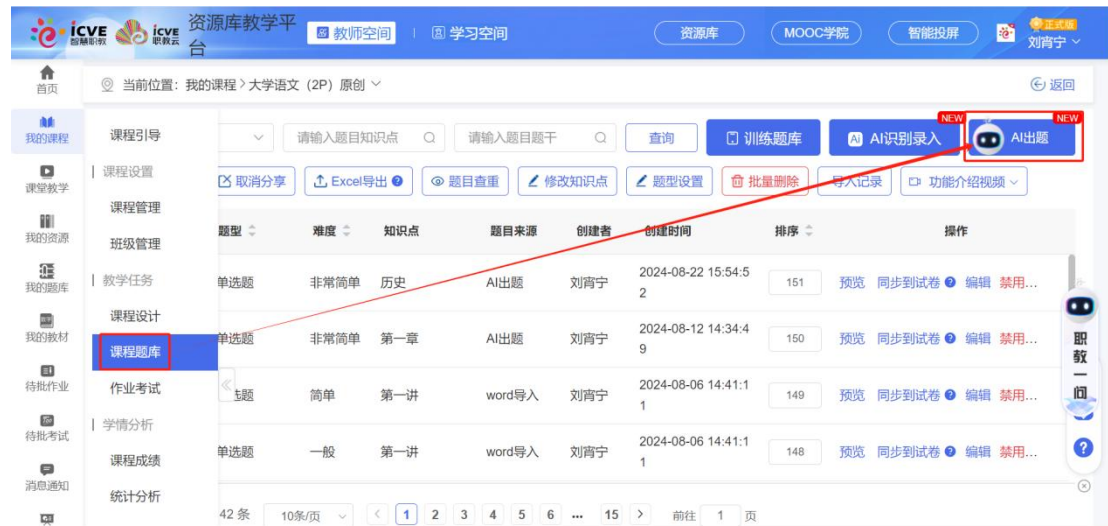 icve 智慧职教 icve 职教云 资源库教学平台 教师空间 学习空间 资源库 MOOC学院 智能投屏 正式版 刘宵宁
首页
当前位置：我的课程 > 大学语文（2P）原创
返回
我的课程
课堂教学
我的资源
我的题库
我的教材
待批作业
待批考试
消息通知
课程引导
课程设置
课程管理
班级管理
教学任务
课程设计
课程题库
作业考试
学情分析
课程成绩
统计分析
请输入题目知识点 请输入题目题干 查询 训练题库 Ai AI识别录入 NEW AI出题 NEW
取消分享 Excel导出 题目查重 修改知识点 题型设置 批量删除 导入记录 功能介绍视频
题型 难度 知识点 题目来源 创建者 创建时间 排序 操作
单选题 非常简单 历史 AI出题 刘宵宁 2024-08-22 15:54:52 151 预览 同步到试卷 编辑 禁用...
单选题 非常简单 第一章 AI出题 刘宵宁 2024-08-12 14:34:49 150 预览 同步到试卷 编辑 禁用...
选题 简单 第一讲 word导入 刘宵宁 2024-08-06 14:41:11 149 预览 同步到试卷 编辑 禁用...
单选题 一般 第一讲 word导入 刘宵宁 2024-08-06 14:41:11 148 预览 同步到试卷 编辑 禁用...
42 条 10条/页 1 2 3 4 5 6 ... 15 前往 1 页
职教一问